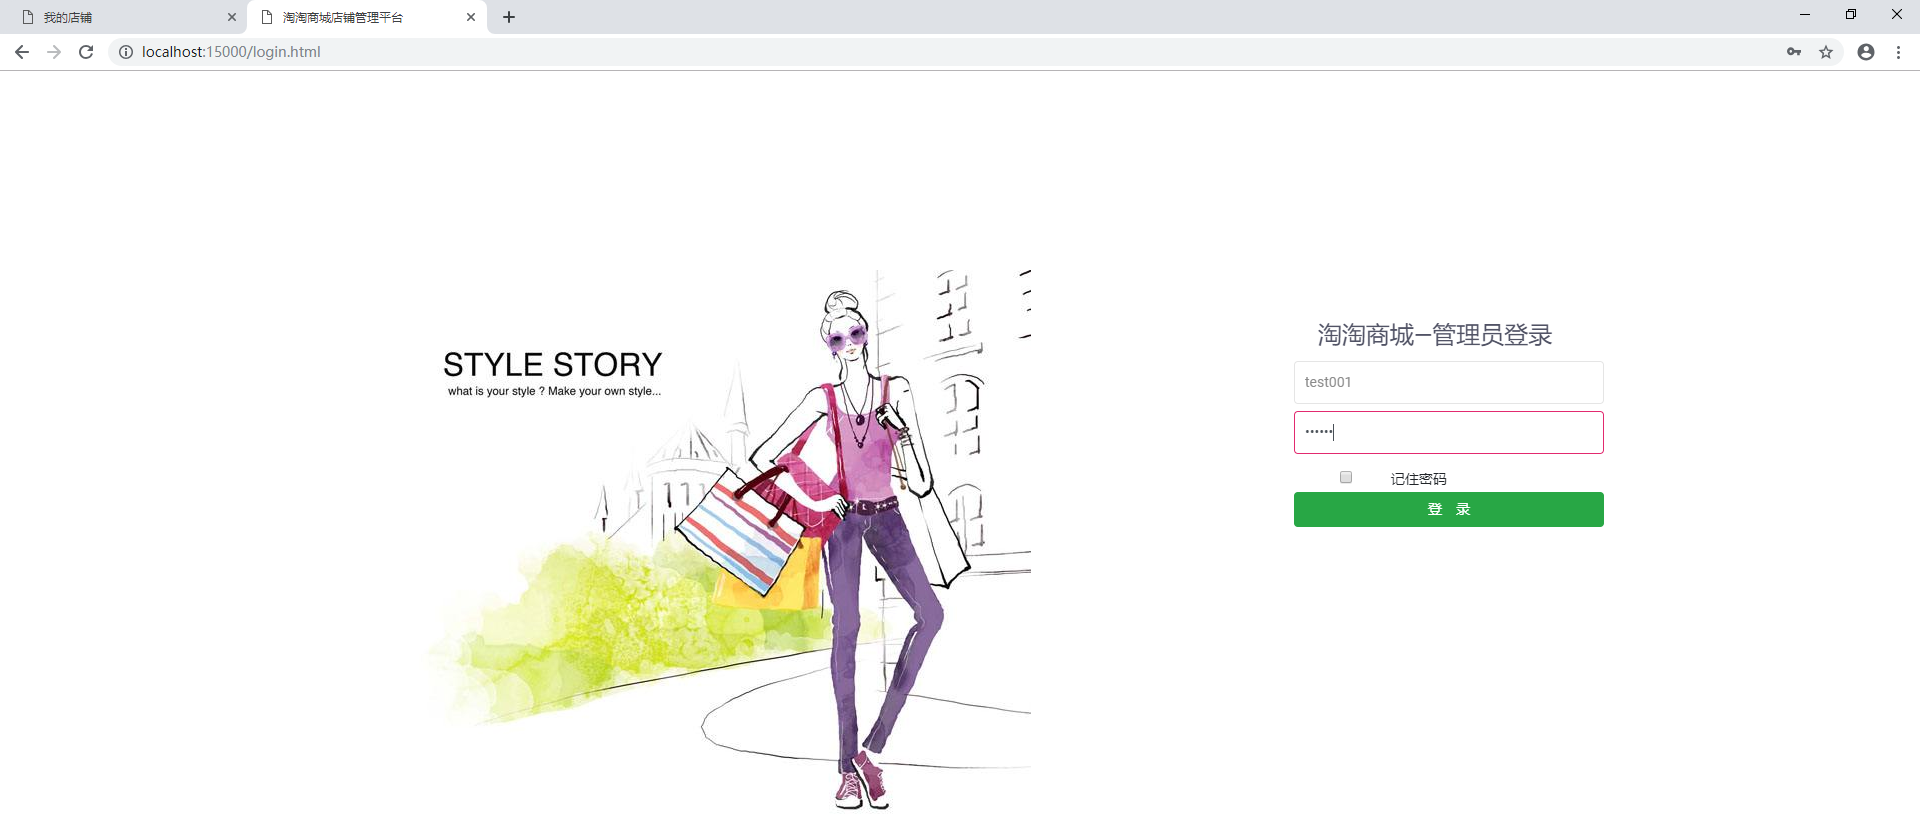 我的店铺
淘淘商城店铺管理平台
localhost:15000/login.html
STYLE STORY
what is your style ? Make your own style...
淘淘商城—管理员登录
test001
••••••
记住密码
登 录